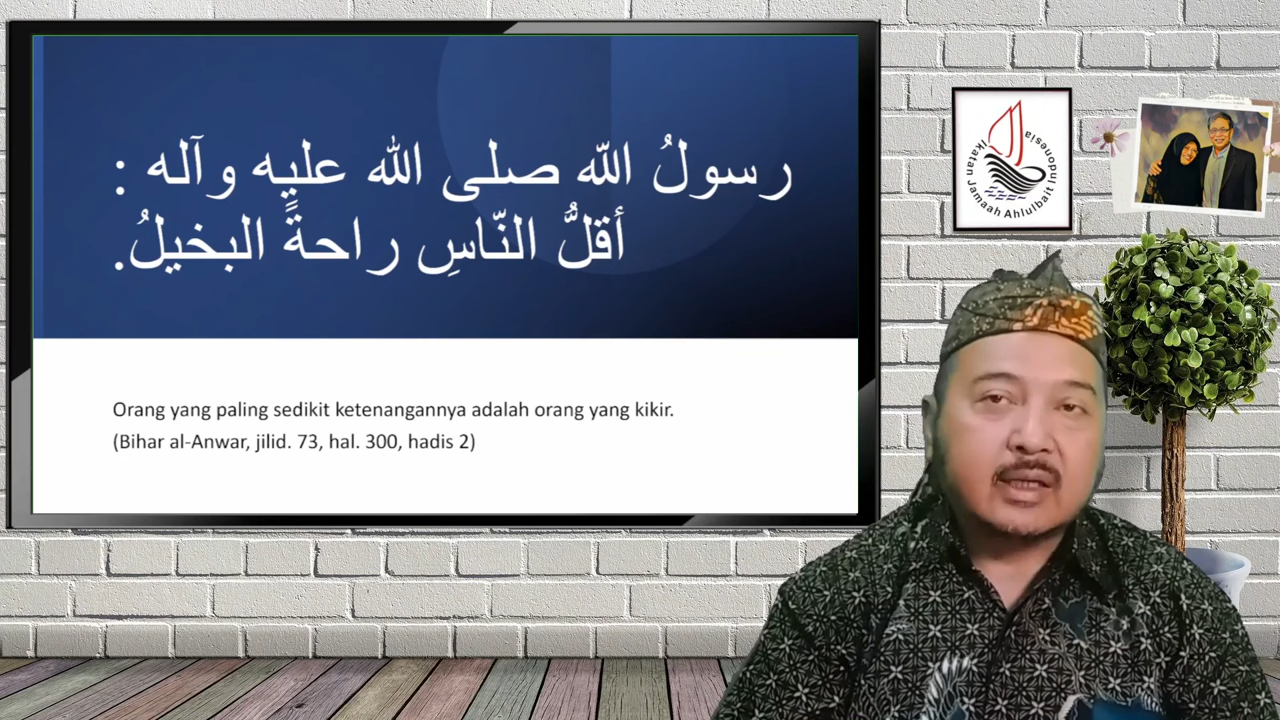 رسولُ اللّه صلى الله عليه وآله :
أقلُّ النّاسِ راحةً البخيلُ.
Orang yang paling sedikit ketenangannya adalah orang yang kikir.
(Bihar al-Anwar, jilid. 73, hal. 300, hadis 2)
Ikatan Jamaah Ahlulbait Indonesia